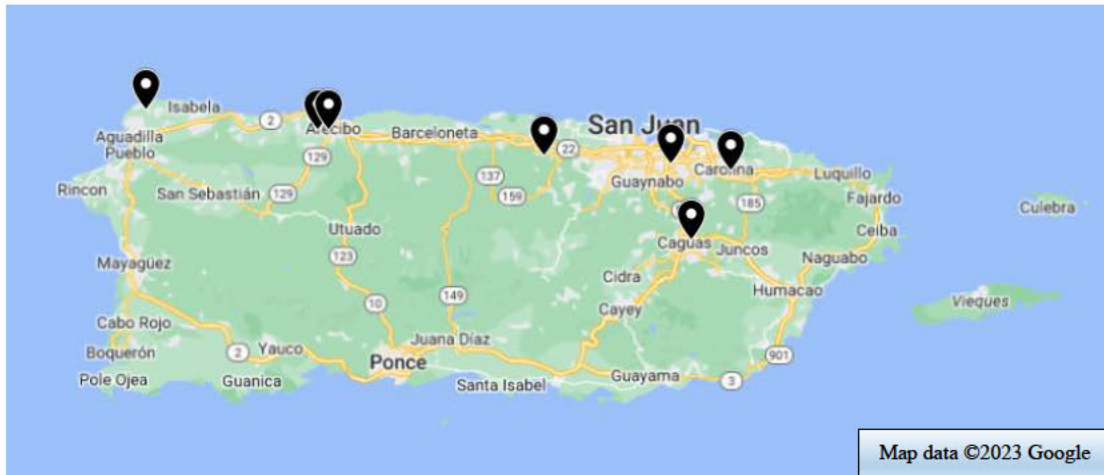 San Juan
Isabela
2
Arecibo
Barceloneta
22
Aguadilla
Pueblo
129
Carolina
Luquillo
137
Guaynabo
Rincon
San Sebastián
129
159
185
Fajardo
Culebra
Utuado
Ceiba
Caguas
Juncos
123
Naguabo
Mayagüez
Cidra
Humacao
10
149
Cayey
Vieques
Cabo Rojo
Juana Díaz
Boquerón
2
Yauco
Ponce
901
Pole Ojea
Guanica
Santa Isabel
Guayama
3
Map data ©2023 Google